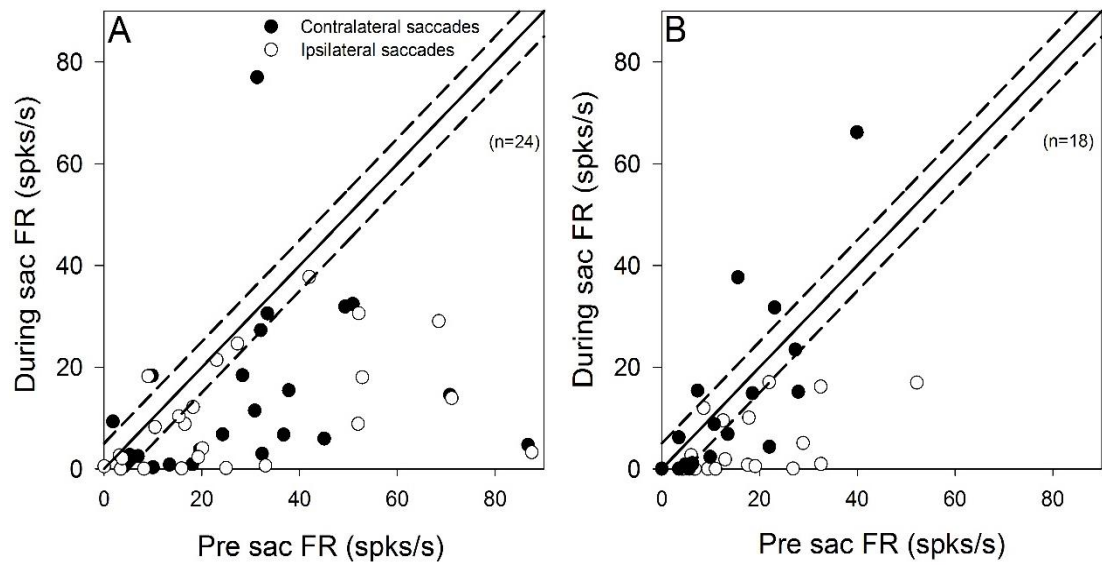 A
Contralateral saccades
Ipsilateral saccades
80
60
40
20
0
(n=24)
During sac FR (spks/s)
0 20 40 60 80
Pre sac FR (spks/s)
B
80
60
40
20
0
(n=18)
During sac FR (spks/s)
0 20 40 60 80
Pre sac FR (spks/s)